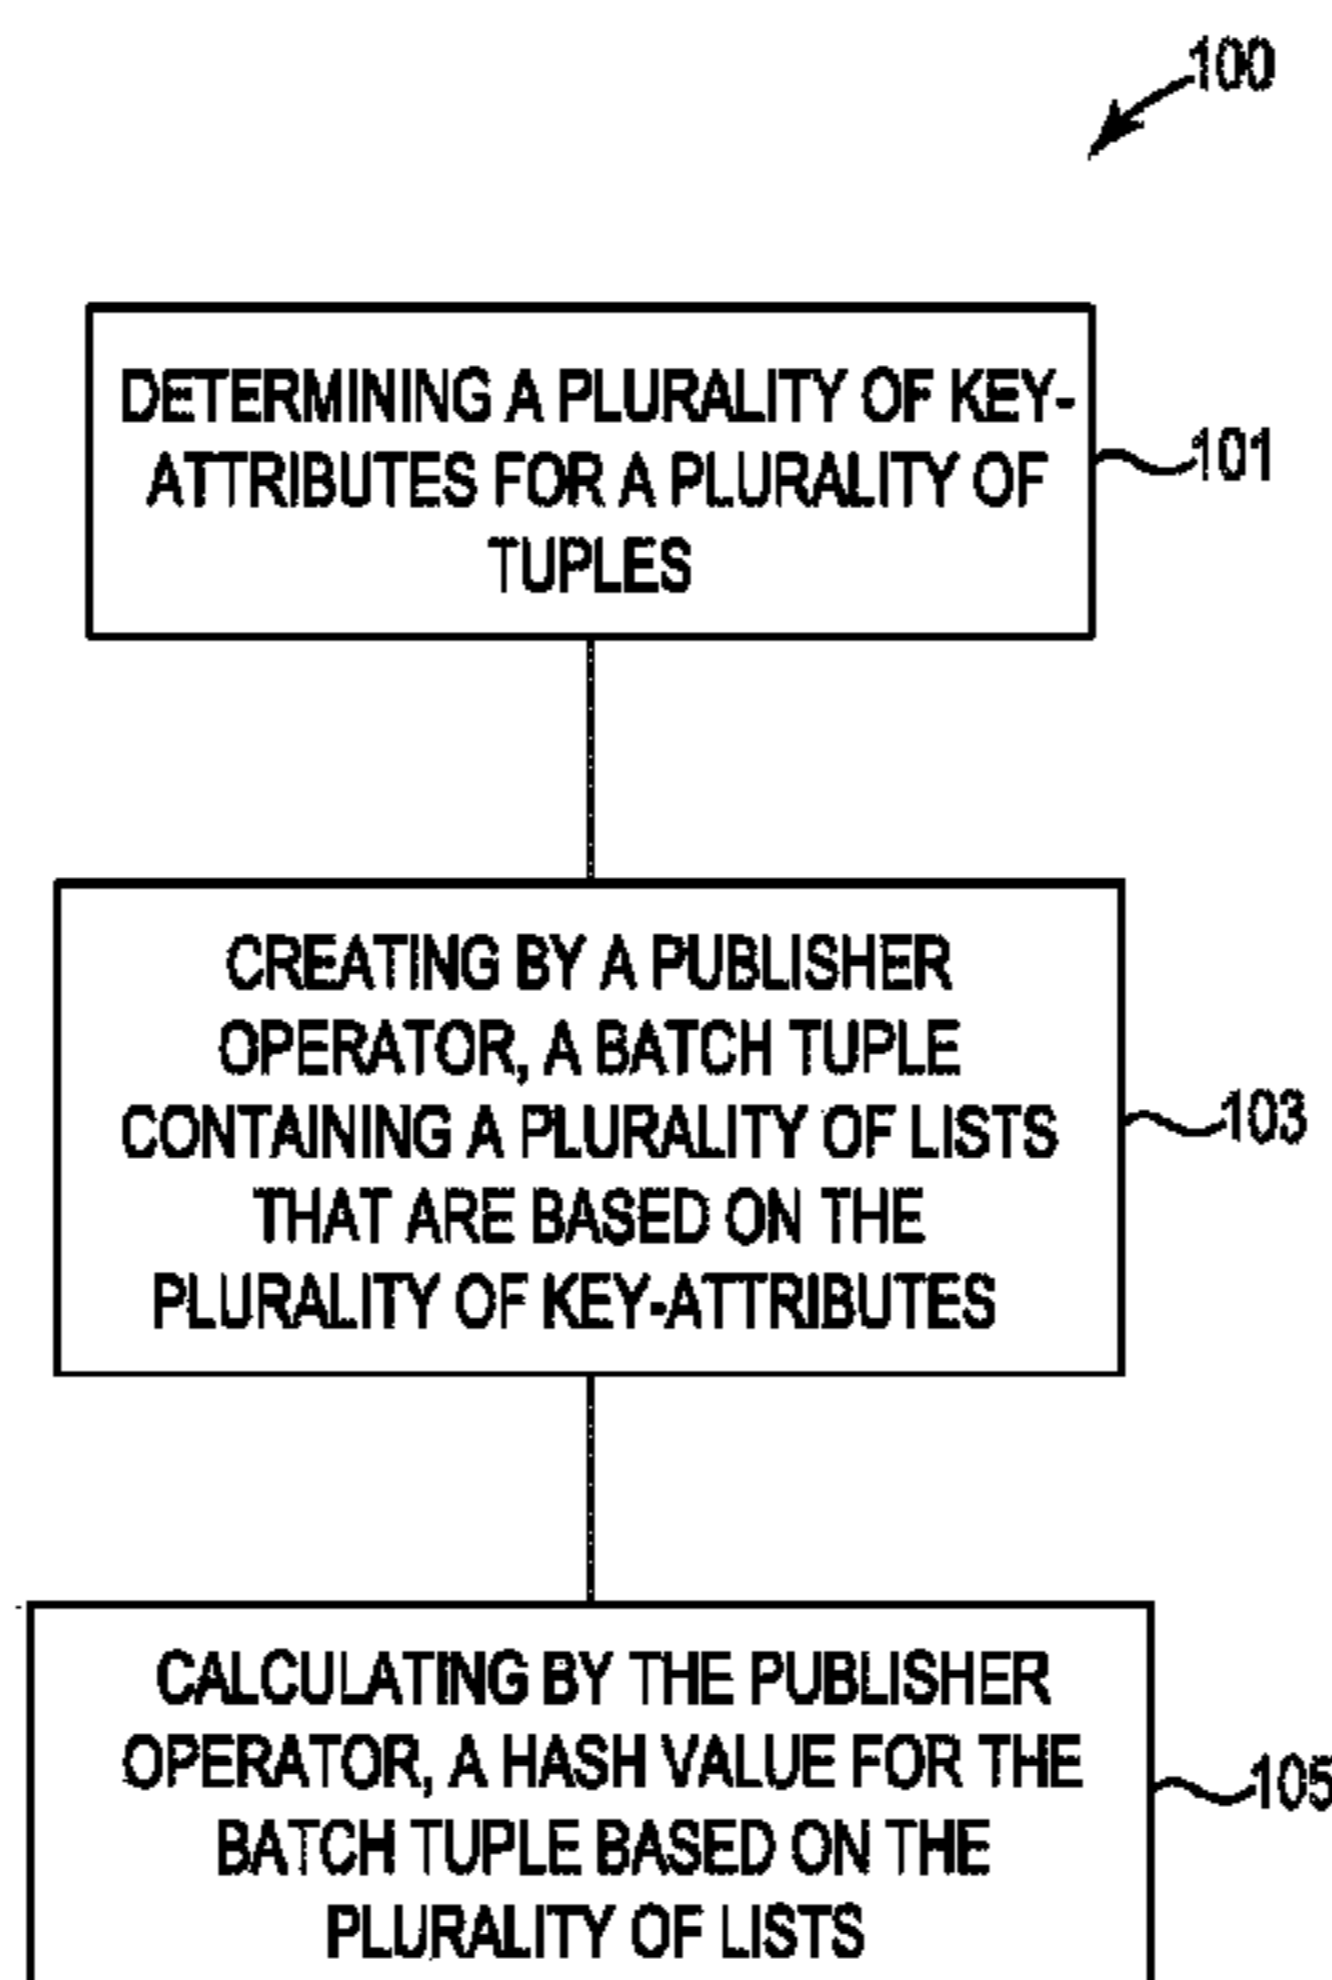 100
DETERMINING A PLURALITY OF KEY-
ATTRIBUTES FOR A PLURALITY OF
TUPLES
101
CREATING BY A PUBLISHER
OPERATOR, A BATCH TUPLE
CONTAINING A PLURALITY OF LISTS
THAT ARE BASED ON THE
PLURALITY OF KEY-ATTRIBUTES
103
CALCULATING BY THE PUBLISHER
OPERATOR, A HASH VALUE FOR THE
BATCH TUPLE BASED ON THE
PLURALITY OF LISTS
105